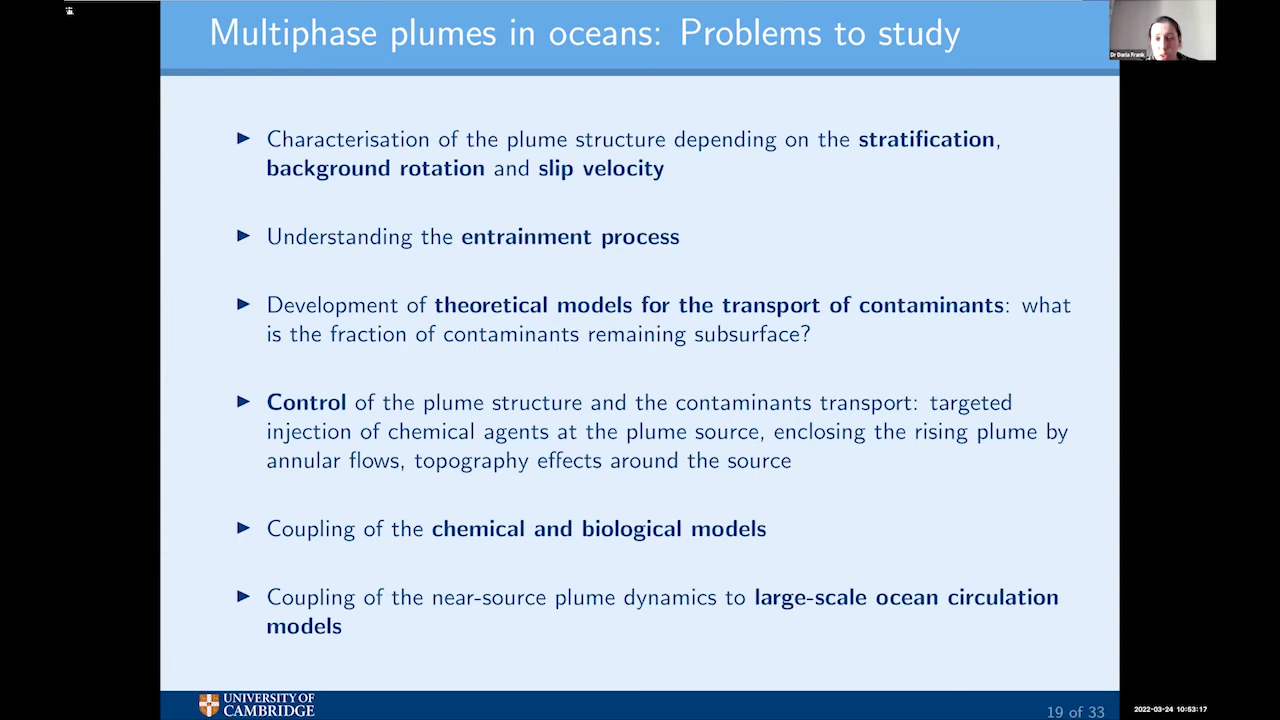 Multiphase plumes in oceans: Problems to study
Dr Daria Frank
Characterisation of the plume structure depending on the stratification,
background rotation and slip velocity
Understanding the entrainment process
Development of theoretical models for the transport of contaminants: what
is the fraction of contaminants remaining subsurface?
Control of the plume structure and the contaminants transport: targeted
injection of chemical agents at the plume source, enclosing the rising plume by
annular flows, topography effects around the source
Coupling of the chemical and biological models
Coupling of the near-source plume dynamics to large-scale ocean circulation
models
UNIVERSITY OF
CAMBRIDGE
19 of 33
2022-03-24 10:53:17